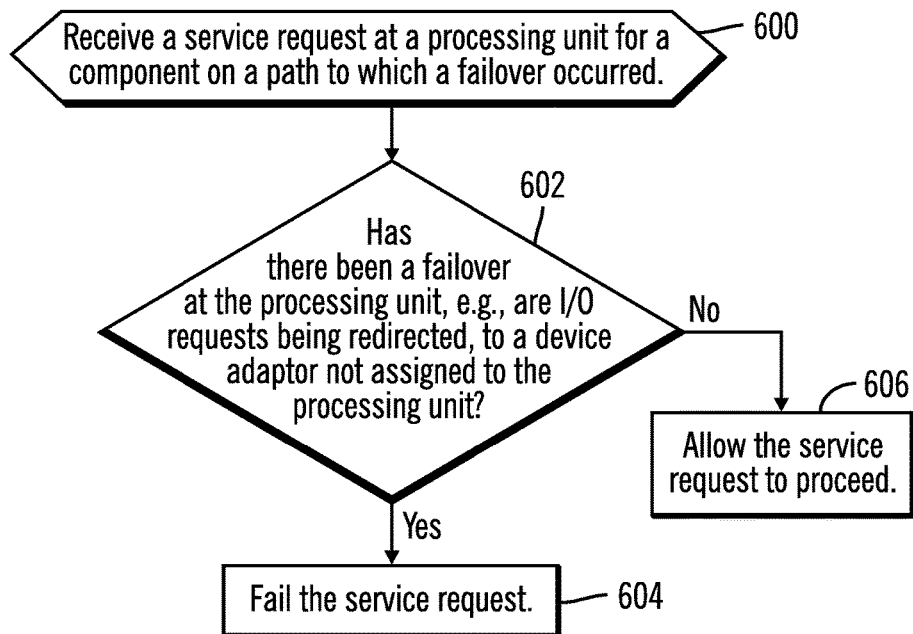 Receive a service request at a processing unit for a
component on a path to which a failover occurred.
600
602
Has
there been a failover
at the processing unit, e.g., are I/O
requests being redirected, to a device
adaptor not assigned to the
processing unit?
No
606
Allow the service
request to proceed.
Yes
Fail the service request.
604